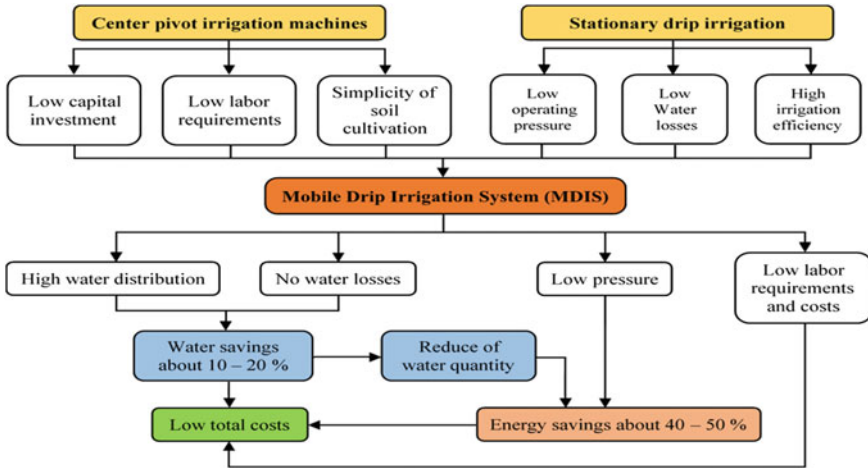 Center pivot irrigation machines
Stationary drip irrigation
Low capital
investment
Low labor
requirements
Simplicity of
soil
cultivation
Low
operating
pressure
Low
Water
losses
High
irrigation
efficiency
Mobile Drip Irrigation System (MDIS)
High water distribution
No water losses
Low pressure
Low labor
requirements
and costs
Water savings
about 10 – 20 %
Reduce of
water quantity
Low total costs
Energy savings about 40 – 50 %